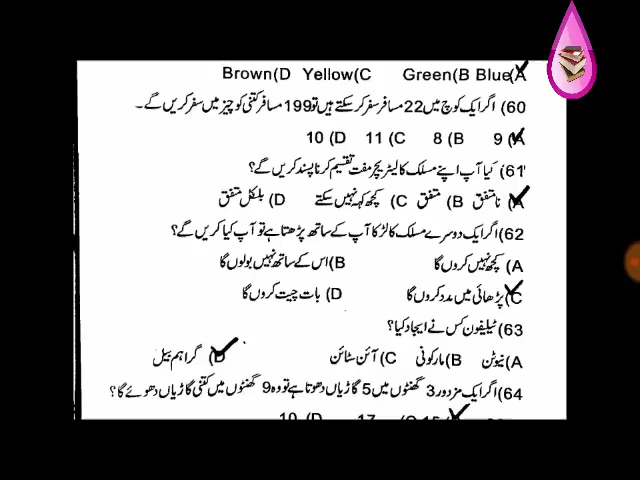 Brown(D Yellow(C Green(B Blue(A
60) اگر ایک کوچ میں 22 مسافر سفر کر سکتے ہیں تو 199 مسافر کتنی کوچیز میں سفر کریں گے۔
10 (D 11 (C 8 (B 9 (A
61) کیا آپ اپنے مسلک کا لیٹریچر مفت تقسیم کرنا پسند کریں گے؟
A) نامتفق B) متفق C) کچھ کہہ نہیں سکتے D) بلکل متفق
62) اگر ایک دوسرے مسلک کا لڑکا آپ کے ساتھ پڑھتا ہے تو آپ کیا کریں گے؟
A) کچھ نہیں کروں گا B) اس کے ساتھ نہیں بولوں گا
C) پڑھائی میں مدد کروں گا D) بات چیت کروں گا
63) ٹیلیفون کس نے ایجاد کیا؟
A) نیوٹن B) مارکونی C) آئن سٹائن D) گراہم بیل
64) اگر ایک مزدور 3 گھنٹوں میں 5 گاڑیاں دھوتا ہے تو وہ 9 گھنٹوں میں کتنی گاڑیاں دھوئے گا؟
10 (D 17 (C 15